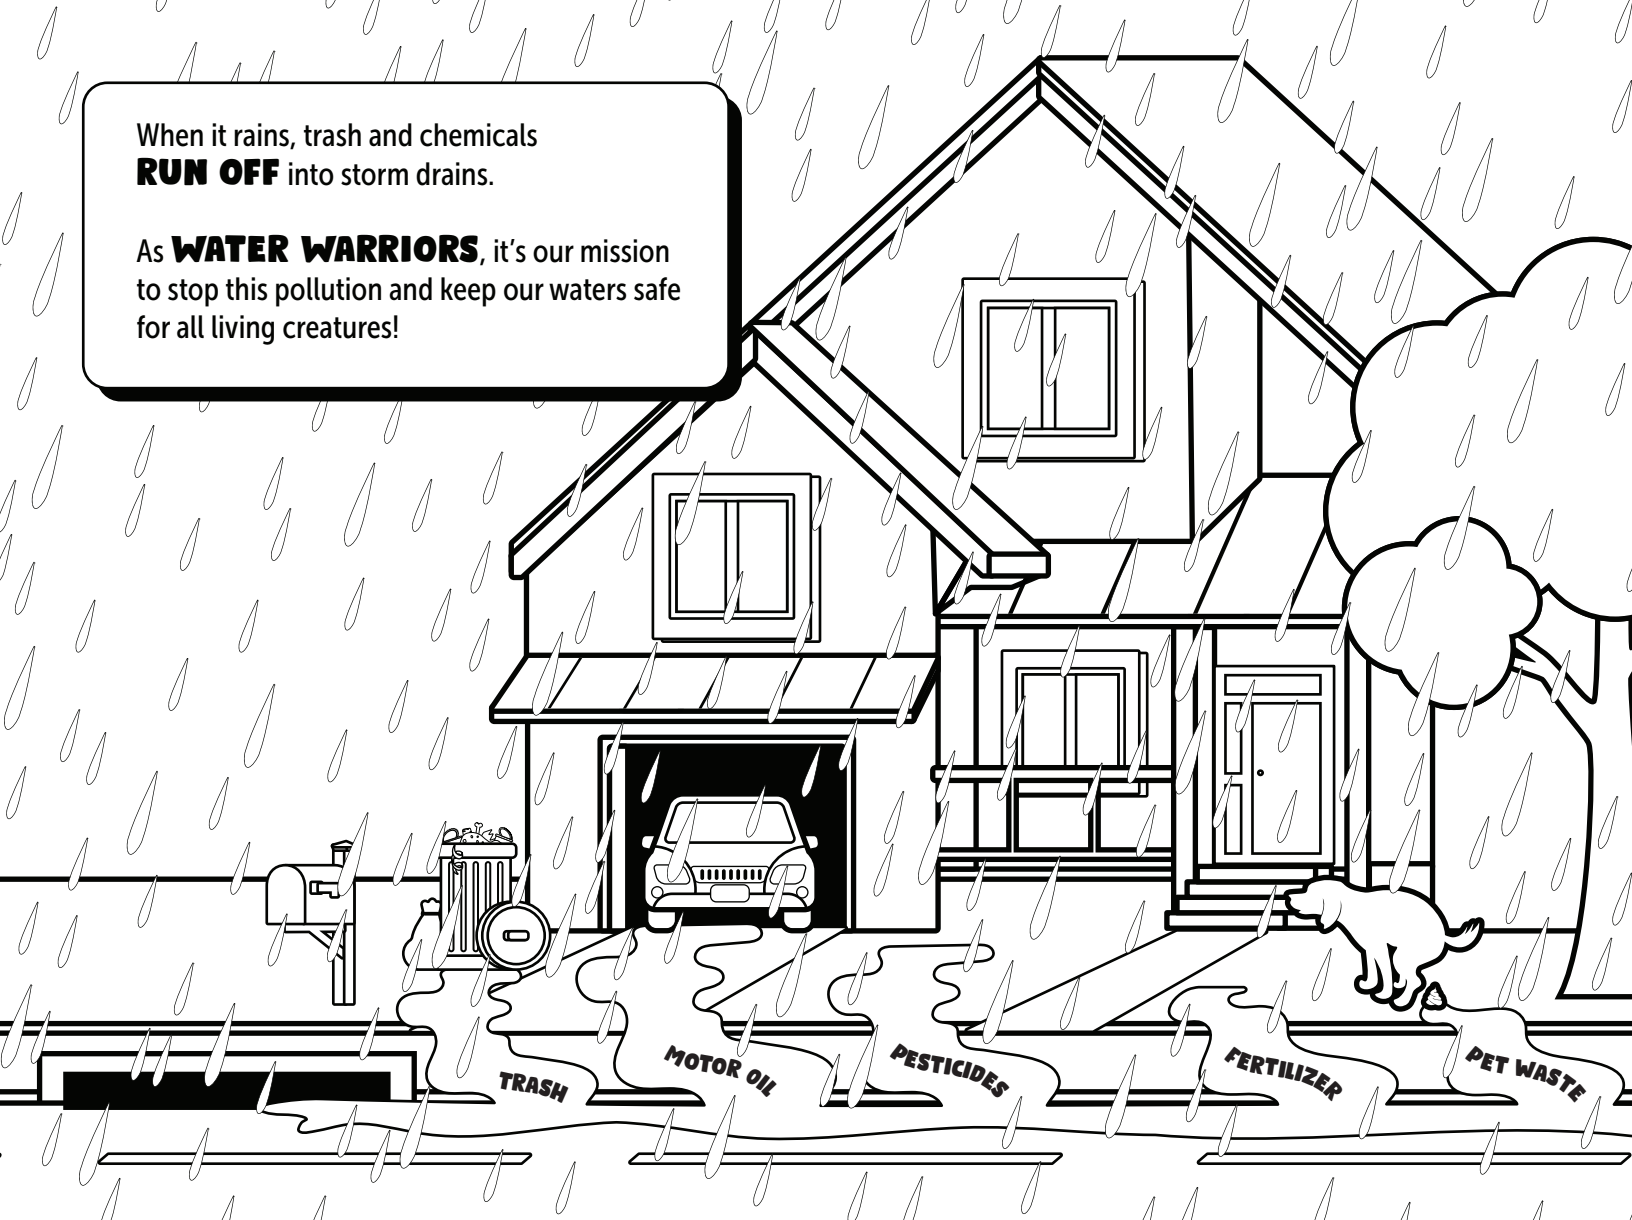 When it rains, trash and chemicals
RUN OFF into storm drains.
As WATER WARRIORS, it's our mission
to stop this pollution and keep our waters safe
for all living creatures!
TRASH
MOTOR OIL
PESTICIDES
FERTILIZER
PET WASTE